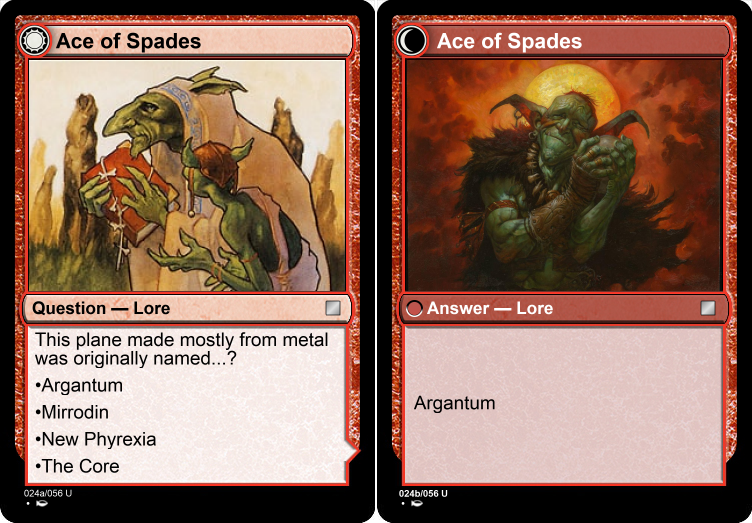 Ace of Spades
Question — Lore
This plane made mostly from metal
was originally named...?
•Argantum
•Mirrodin
•New Phyrexia
•The Core
024a/056 U
Ace of Spades
Answer — Lore
Argantum
024b/056 U